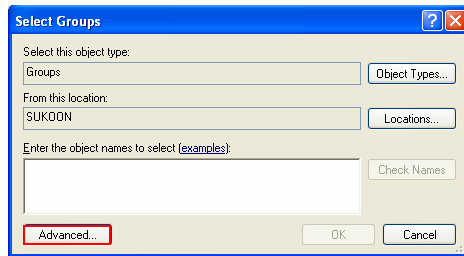 Select Groups
Select this object type:
Groups
Object Types...
From this location:
SUKOON
Locations...
Enter the object names to select (examples):
Check Names
Advanced...
OK
Cancel